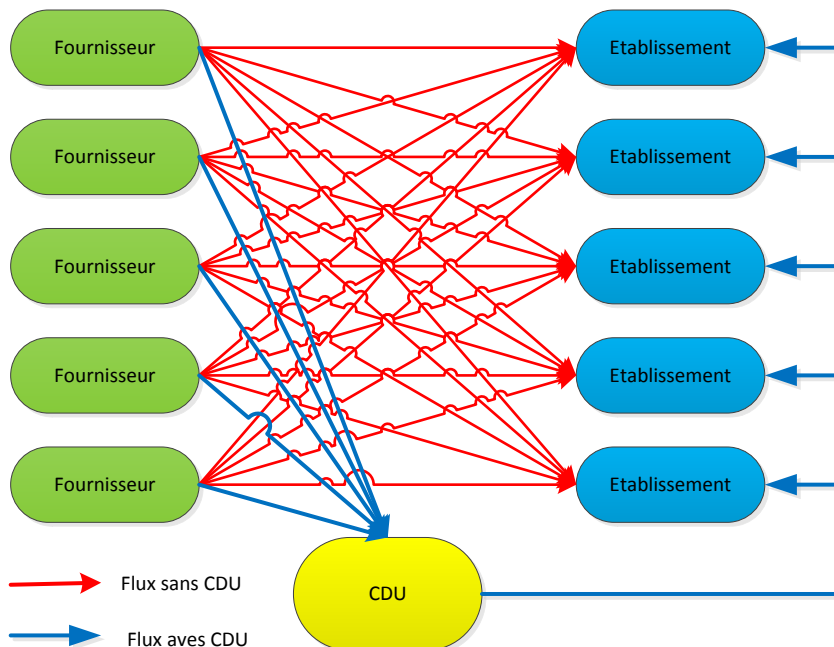 Fournisseur
Etablissement
Fournisseur
Etablissement
Fournisseur
Etablissement
Fournisseur
Etablissement
Fournisseur
Etablissement
Flux sans CDU
CDU
Flux aves CDU